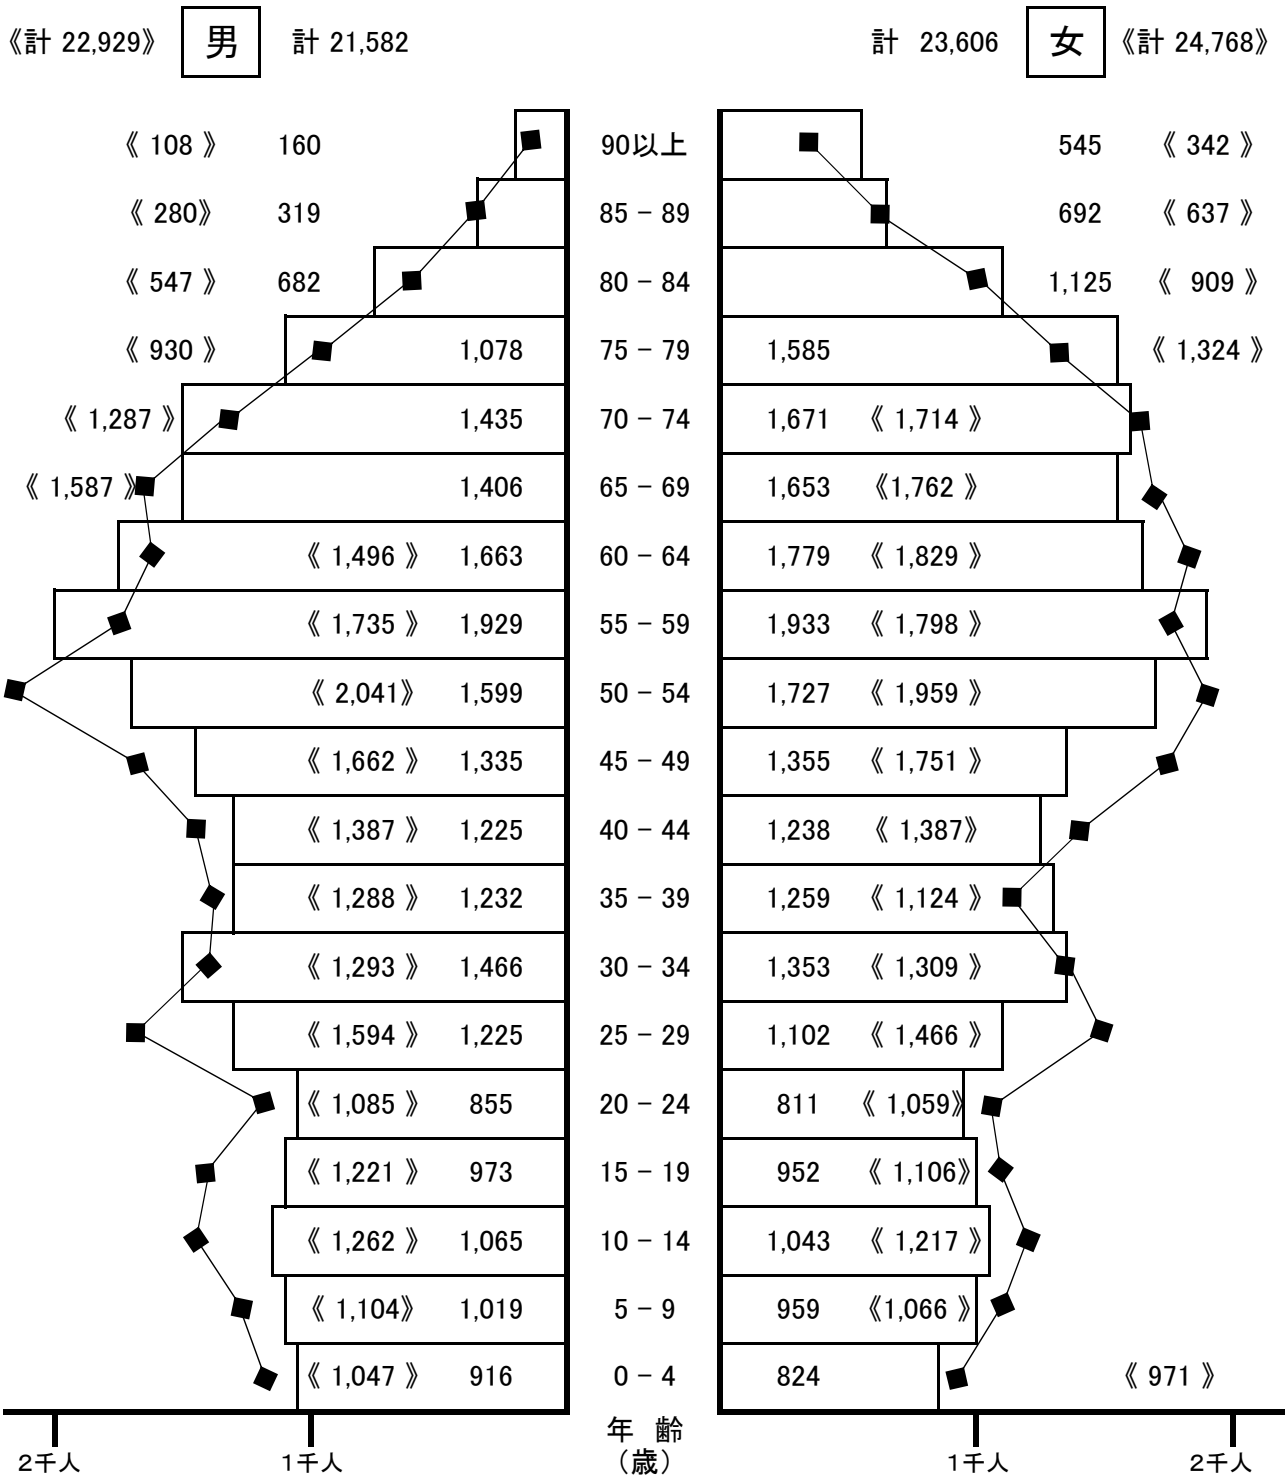 《計 22,929》 男 計 21,582 計 23,606 女 《計 24,768》
《 108 》 160 90以上 545 《 342 》
《 280》 319 85 − 89 692 《 637 》
《 547 》 682 80 − 84 1,125 《 909 》
《 930 》 1,078 75 − 79 1,585 《 1,324 》
《 1,287 》 1,435 70 − 74 1,671 《 1,714 》
《 1,587 》 1,406 65 − 69 1,653 《1,762 》
《 1,496 》 1,663 60 − 64 1,779 《 1,829 》
《 1,735 》 1,929 55 − 59 1,933 《 1,798 》
《 2,041》 1,599 50 − 54 1,727 《 1,959 》
《 1,662 》 1,335 45 − 49 1,355 《 1,751 》
《 1,387 》 1,225 40 − 44 1,238 《 1,387》
《 1,288 》 1,232 35 − 39 1,259 《 1,124 》
《 1,293 》 1,466 30 − 34 1,353 《 1,309 》
《 1,594 》 1,225 25 − 29 1,102 《 1,466 》
《 1,085 》 855 20 − 24 811 《 1,059》
《 1,221 》 973 15 − 19 952 《 1,106》
《 1,262 》 1,065 10 − 14 1,043 《 1,217 》
《 1,104》 1,019 5 − 9 959 《1,066 》
《 1,047 》 916 0 − 4 824 《 971 》
年 齢
2千人 1千人 （歳） 1千人 2千人